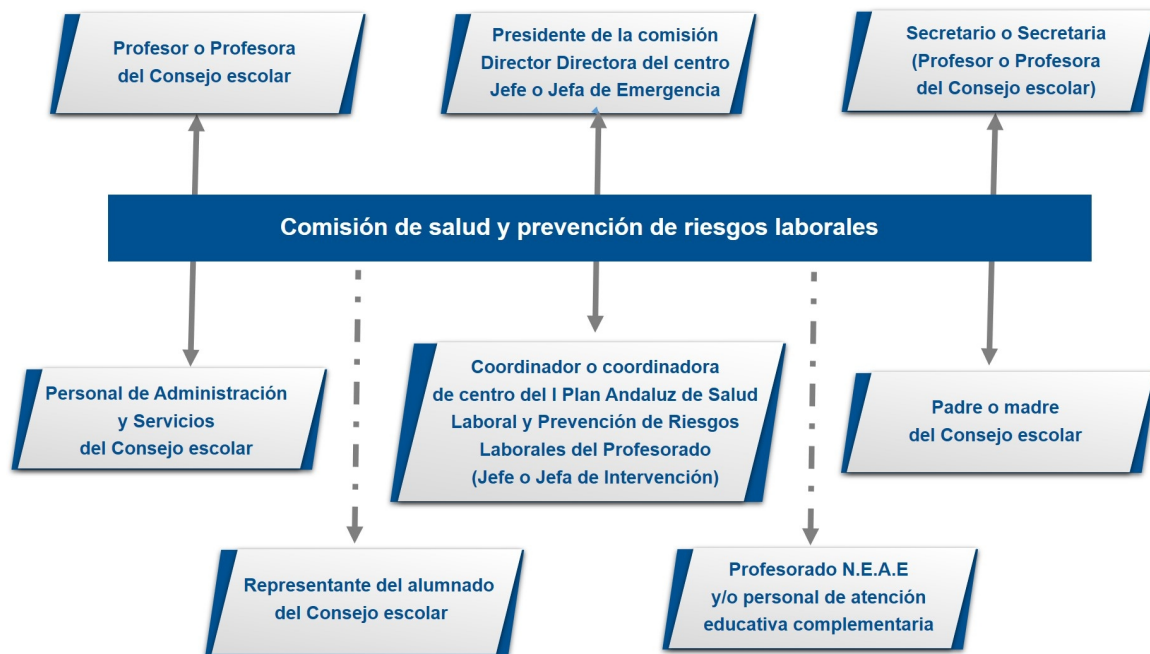 Profesor o Profesora
del Consejo escolar
Presidente de la comisión
Director Directora del centro
Jefe o Jefa de Emergencia
Secretario o Secretaria
(Profesor o Profesora
del Consejo escolar)
Comisión de salud y prevención de riesgos laborales
Personal de Administración
y Servicios
del Consejo escolar
Coordinador o coordinadora
de centro del I Plan Andaluz de Salud
Laboral y Prevención de Riesgos
Laborales del Profesorado
(Jefe o Jefa de Intervención)
Padre o madre
del Consejo escolar
Representante del alumnado
del Consejo escolar
Profesorado N.E.A.E
y/o personal de atención
educativa complementaria